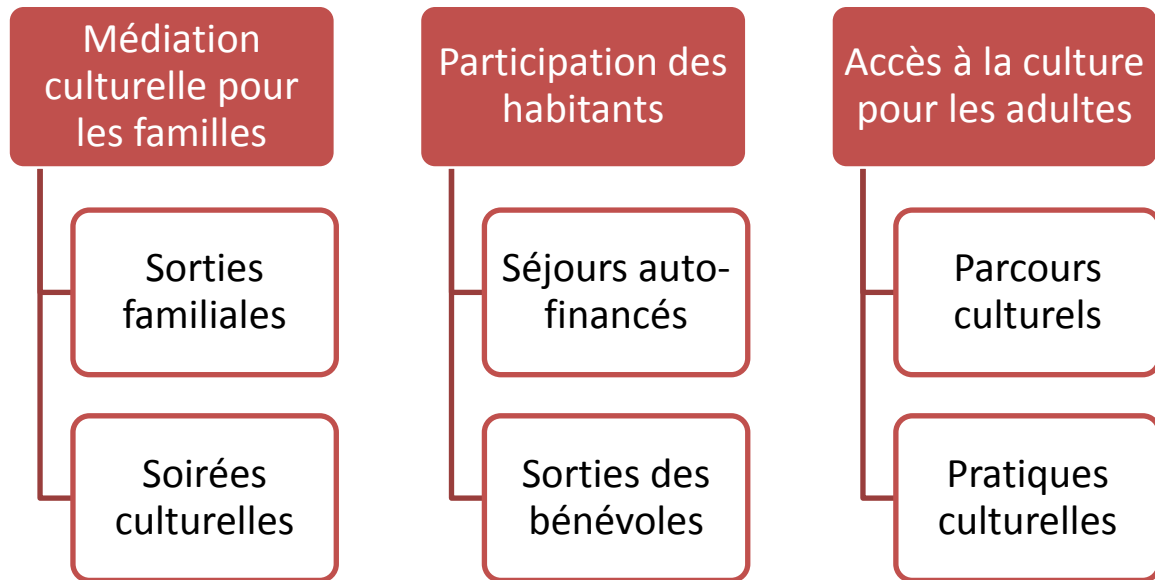 Médiation
culturelle pour
les familles
Sorties
familiales
Soirées
culturelles
Participation des
habitants
Séjours auto-
financés
Sorties des
bénévoles
Accès à la culture
pour les adultes
Parcours
culturels
Pratiques
culturelles